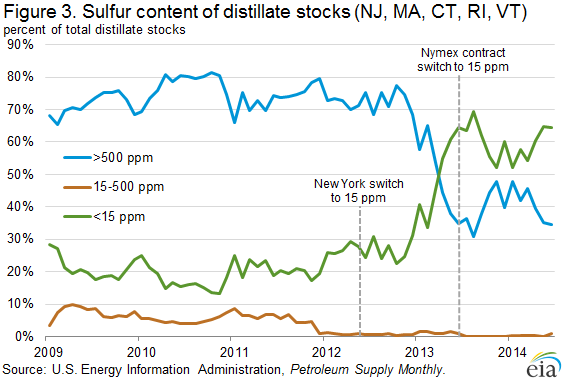 Figure 3. Sulfur content of distillate stocks (NJ, MA, CT, RI, VT)
percent of total distillate stocks
90%
80%
70%
60%
50%
40%
30%
20%
10%
0%
Nymex contract
switch to 15 ppm
>500 ppm
15-500 ppm
<15 ppm
New York switch
to 15 ppm
2009 2010 2011 2012 2013 2014
Source: U.S. Energy Information Administration, Petroleum Supply Monthly.
eia